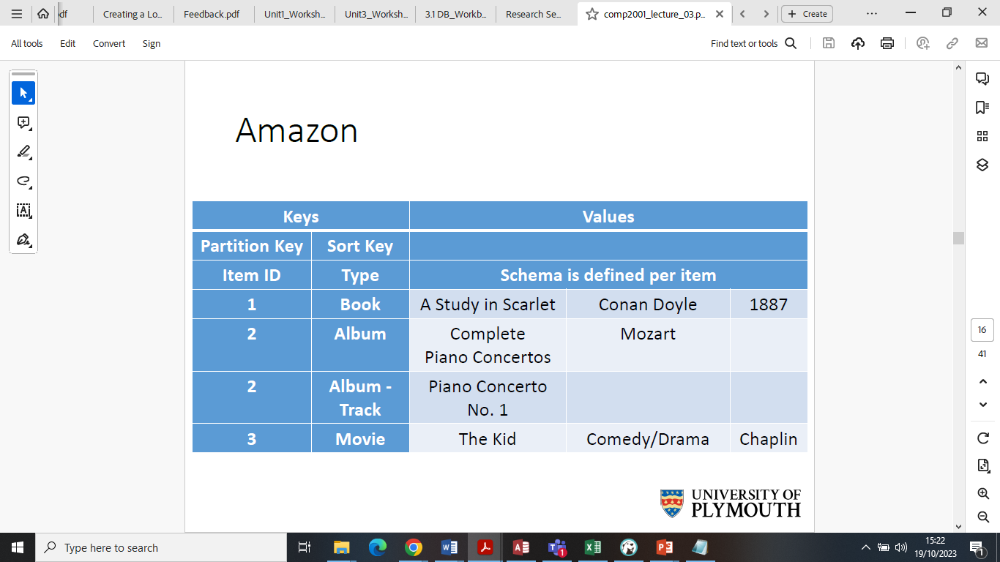 df
Creating a Lo...
Feedback.pdf
Unit1_Worksh...
Unit3_Worksh...
3.1 DB_Workb...
Research Se...
comp2001_lecture_03.p...
Create
All tools
Edit
Convert
Sign
Find text or tools
Amazon
Keys
Values
Partition Key
Sort Key
Item ID
Type
Schema is defined per item
1
Book
A Study in Scarlet
Conan Doyle
1887
2
Album
Complete
Piano Concertos
Mozart
2
Album -
Track
Piano Concerto
No. 1
3
Movie
The Kid
Comedy/Drama
Chaplin
UNIVERSITY OF
PLYMOUTH
16
41
Type here to search
15:22
19/10/2023
1
1